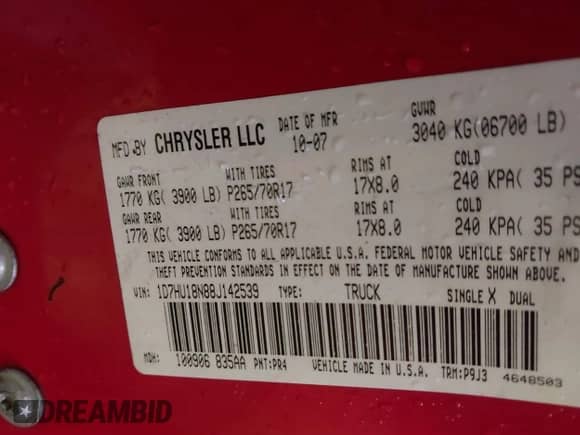 MFD BY CHRYSLER LLC DATE OF MFR 10-07 GVWR 3040 KG(06700 LB)
GAWR FRONT WITH TIRES RIMS AT COLD
1770 KG( 3900 LB) P265/70R17 17X8.0 240 KPA( 35 PS
GAWR REAR WITH TIRES RIMS AT COLD
1770 KG( 3900 LB) P265/70R17 17X8.0 240 KPA( 35 PS
THIS VEHICLE CONFORMS TO ALL APPLICABLE U.S.A. FEDERAL MOTOR VEHICLE SAFETY AND
THEFT PREVENTION STANDARDS IN EFFECT ON THE DATE OF MANUFACTURE SHOWN ABOVE.
VIN: 1D7HU18N88J142539 TYPE: TRUCK SINGLE X DUAL
MDH: 100906 835AA PNT:PR4 VEHICLE MADE IN U.S.A. TRM:P9J3 4648503
DREAMBID